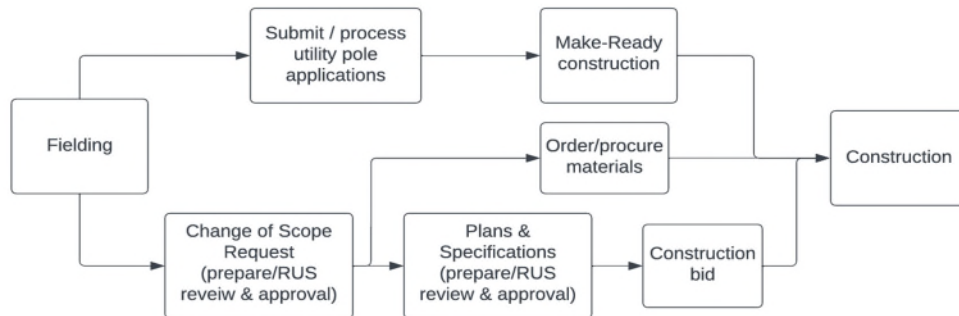 Submit / process
utility pole
applications
Make-Ready
construction
Fielding
Order/procure
materials
Construction
Change of Scope
Request
(prepare/RUS
reveiw & approval)
Plans &
Specifications
(prepare/RUS
review & approval)
Construction
bid